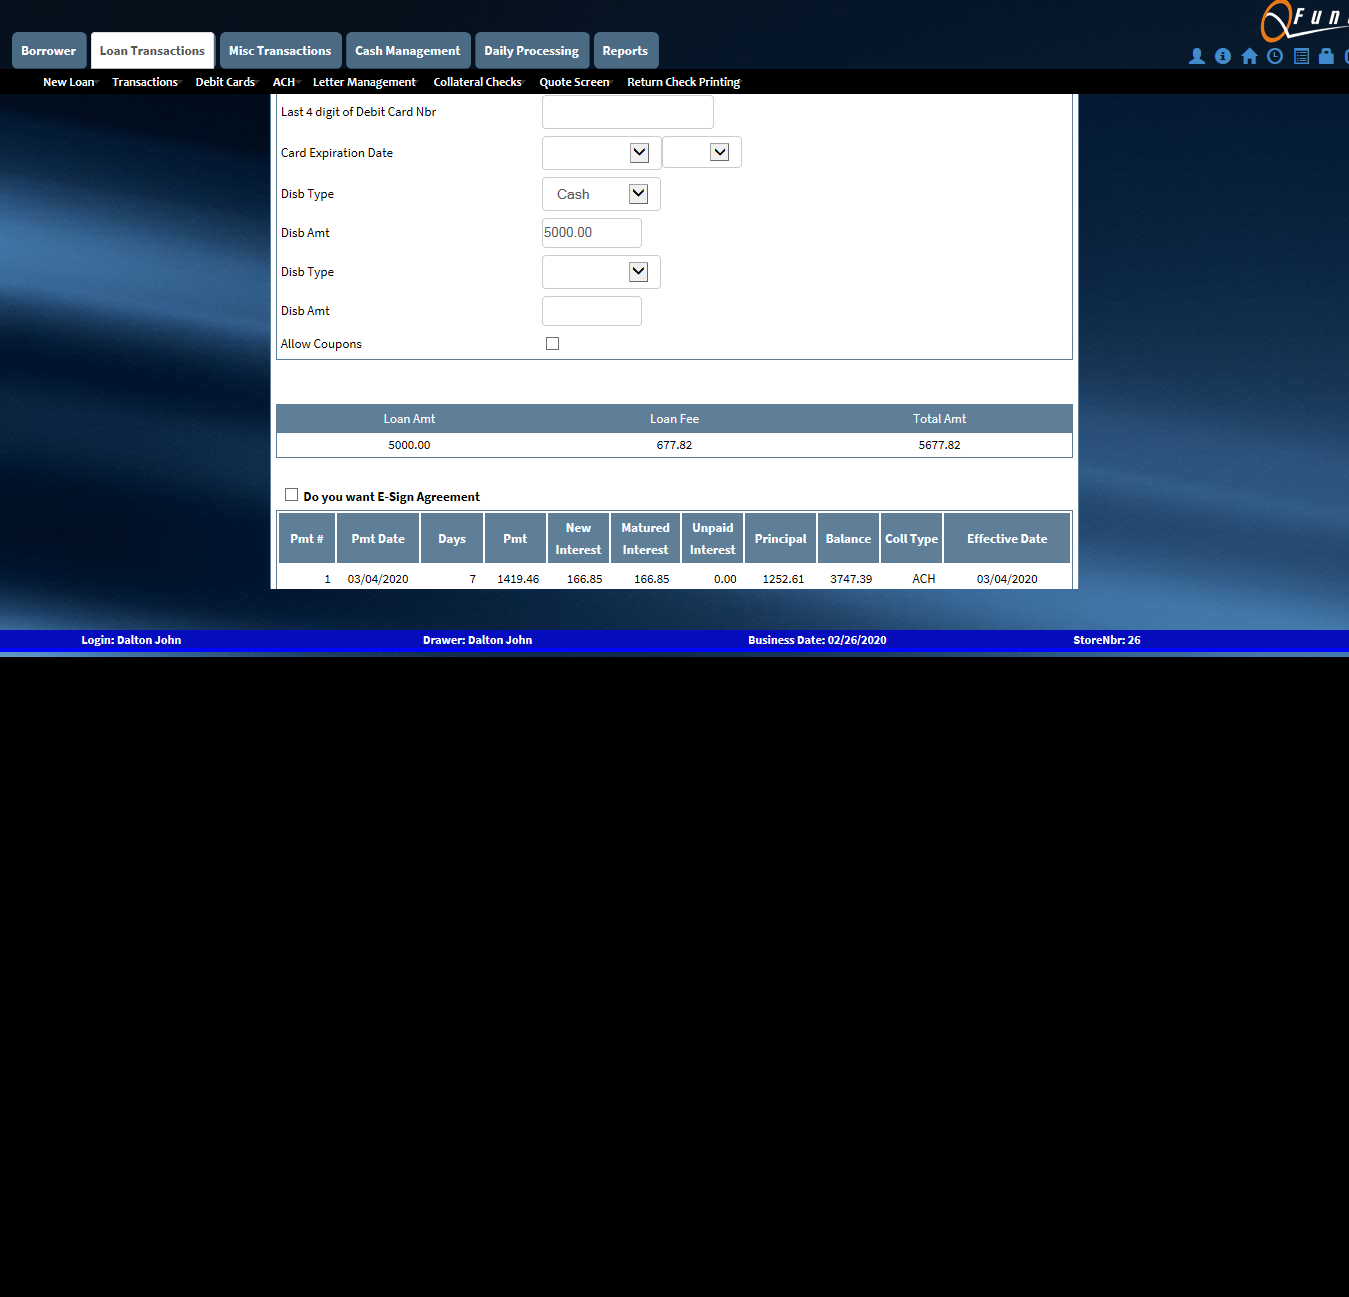 Fun
Borrower Loan Transactions Misc Transactions Cash Management Daily Processing Reports
New Loan Transactions Debit Cards ACH Letter Management Collateral Checks Quote Screen Return Check Printing
Last 4 digit of Debit Card Nbr
Card Expiration Date
Disb Type Cash
Disb Amt 5000.00
Disb Type
Disb Amt
Allow Coupons
Loan Amt Loan Fee Total Amt
5000.00 677.82 5677.82
Do you want E-Sign Agreement
Pmt # Pmt Date Days Pmt New Interest Matured Interest Unpaid Interest Principal Balance Coll Type Effective Date
1 03/04/2020 7 1419.46 166.85 166.85 0.00 1252.61 3747.39 ACH 03/04/2020
Login: Dalton John Drawer: Dalton John Business Date: 02/26/2020 StoreNbr: 26